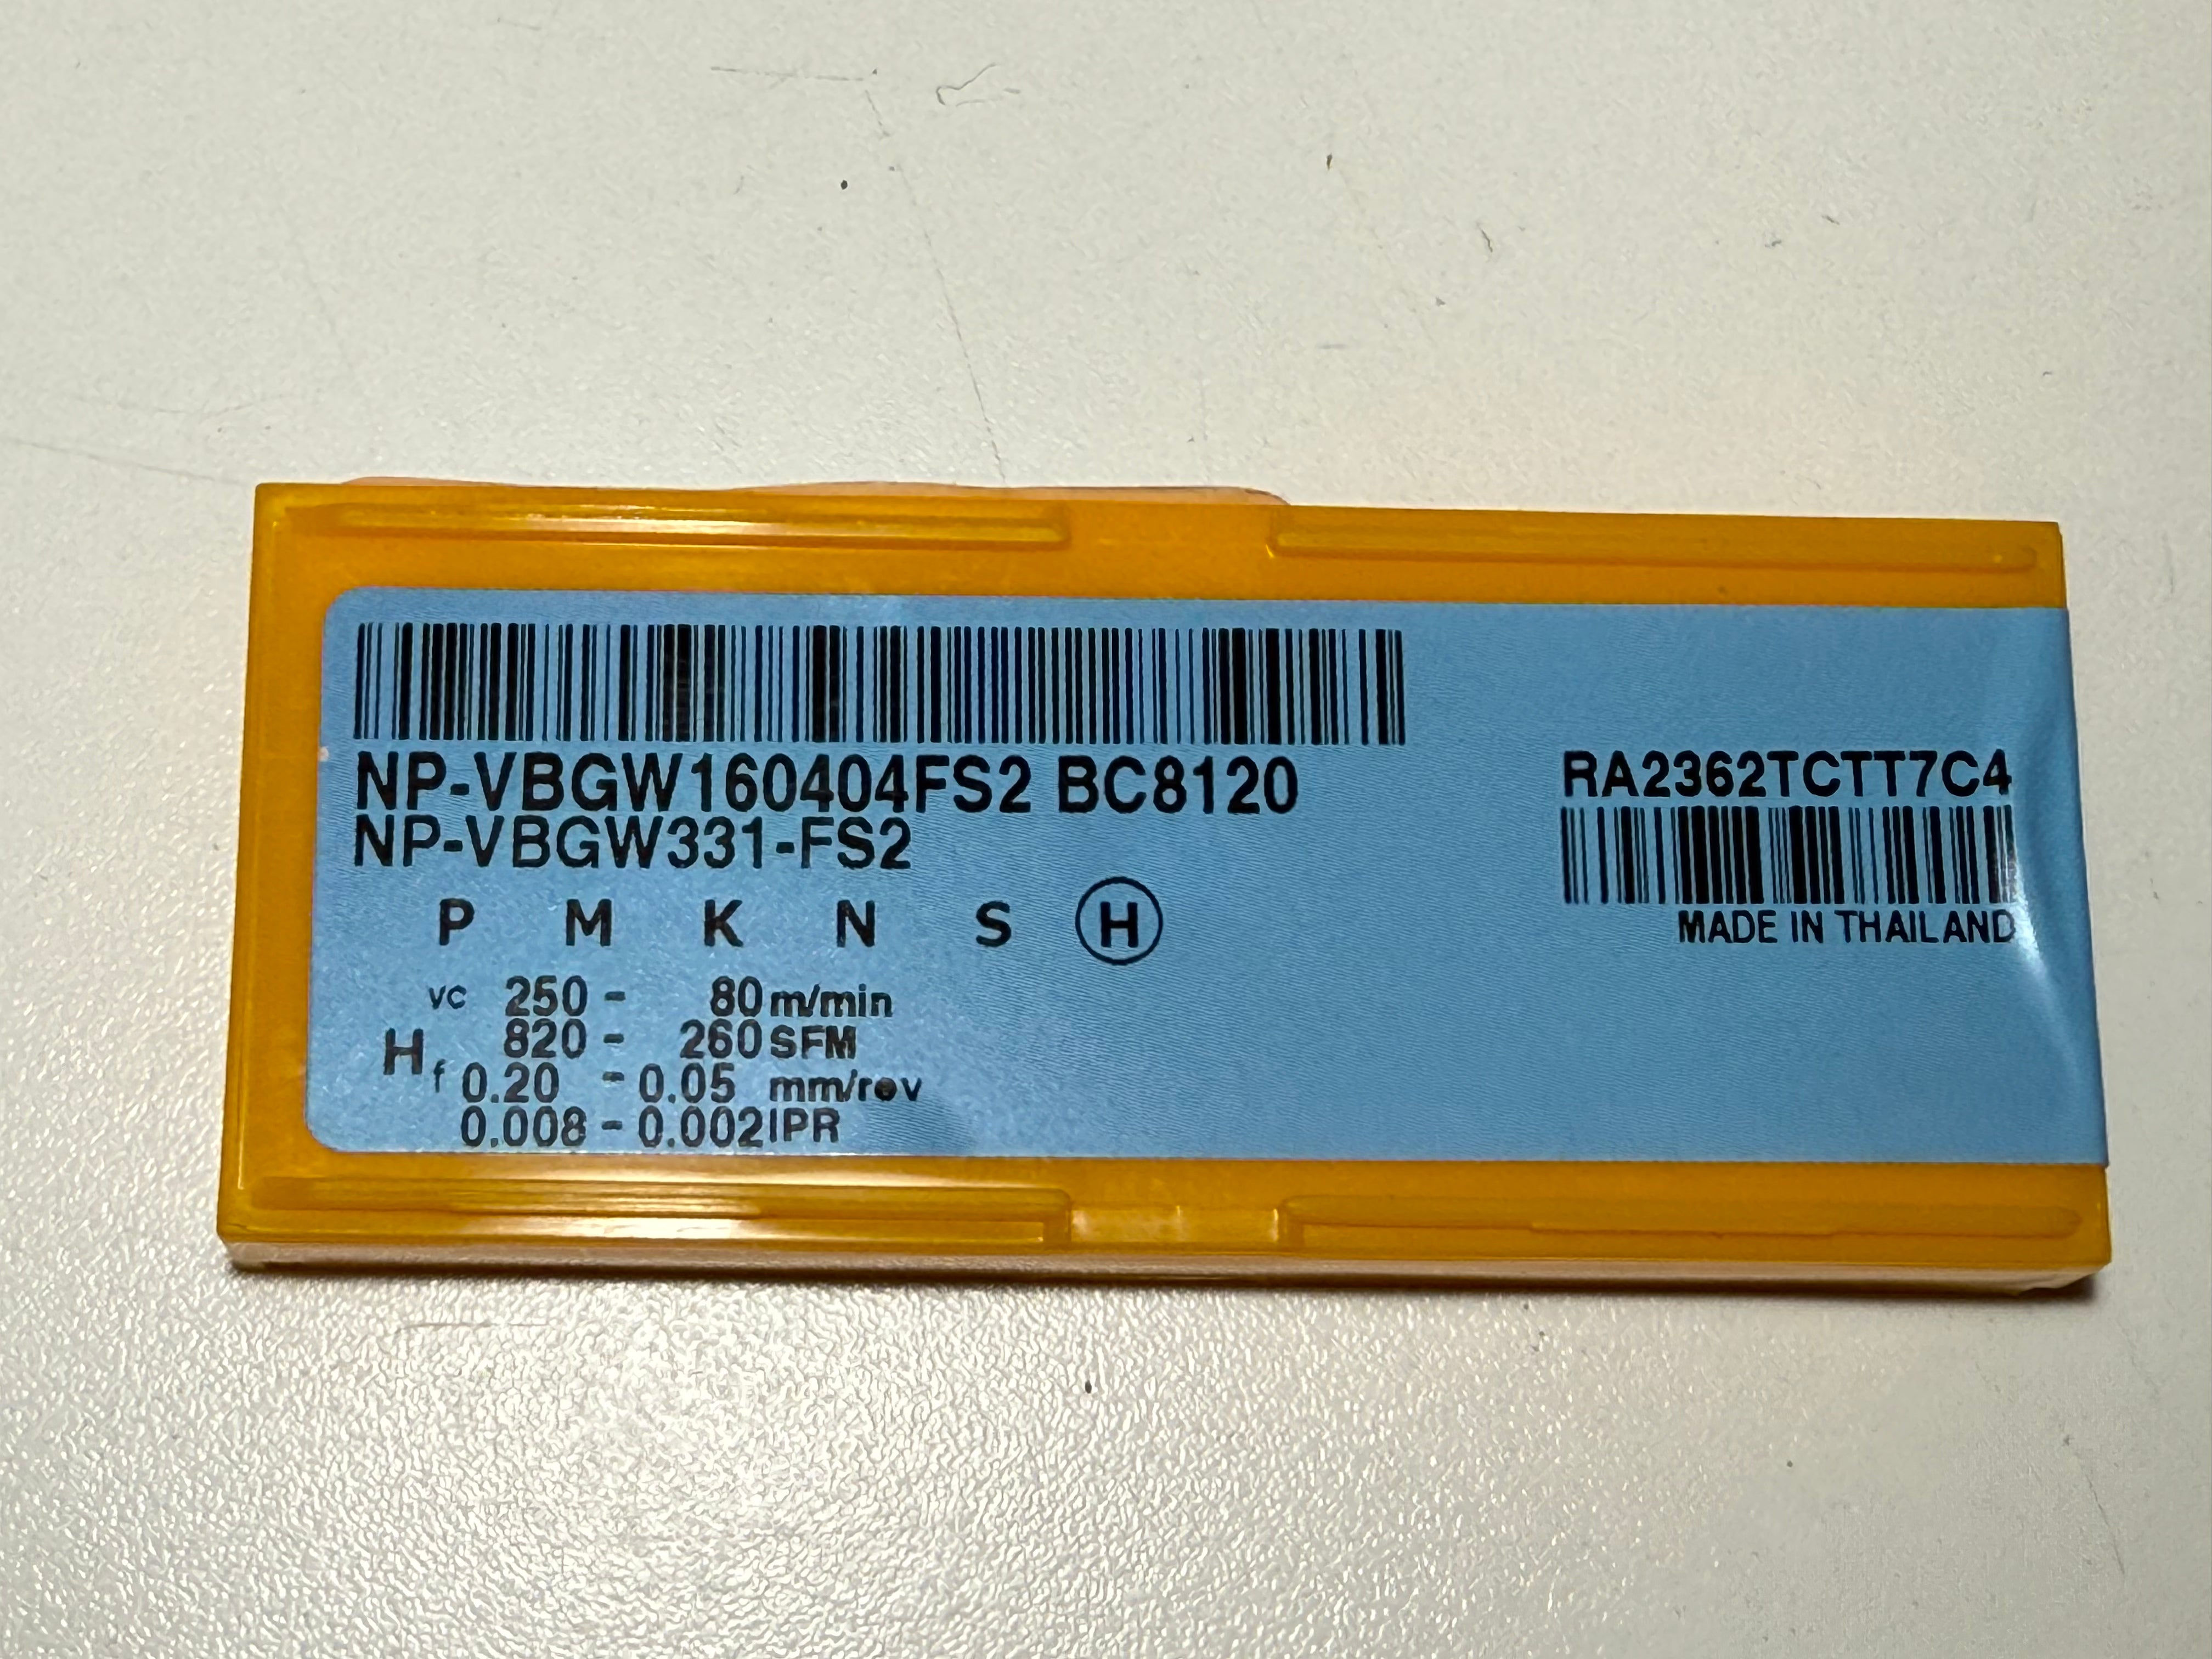 NP-VBGW160404FS2 BC8120
NP-VBGW331-FS2
P M K N S H
vc 250 - 80 m/min
820 - 260 SFM
H
f 0.20 - 0.05 mm/rev
0.008 - 0.002 IPR
RA2362TCTT7C4
MADE IN THAILAND